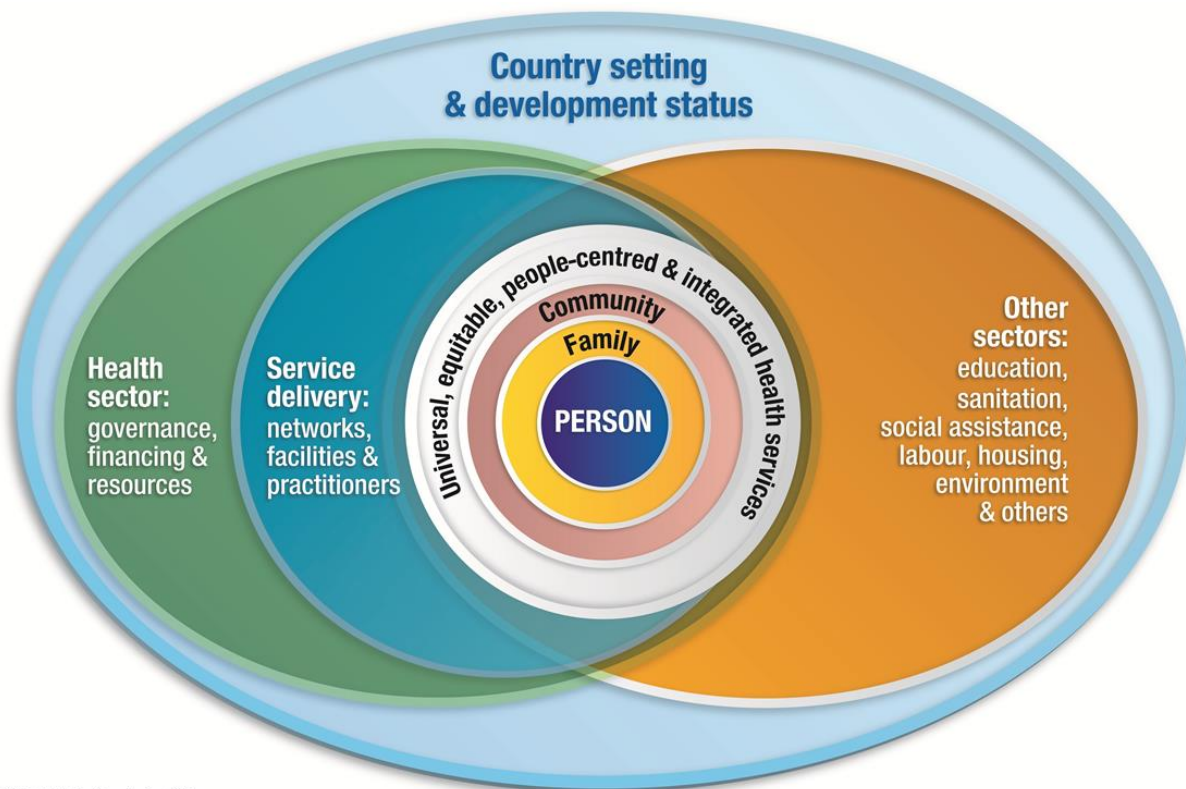 Country setting
& development status
Universal, equitable, people-centred & integrated health services
Community
Family
PERSON
Health
sector:
governance,
financing &
resources
Service
delivery:
networks,
facilities &
practitioners
Other
sectors:
education,
sanitation,
social assistance,
labour, housing,
environment
& others